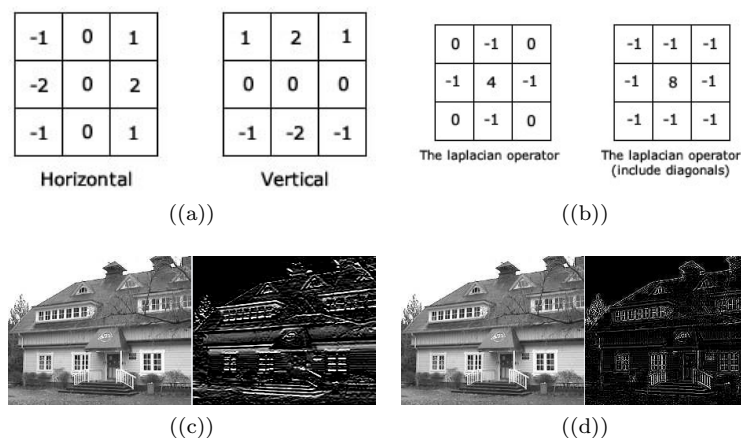 -1 0 1
-2 0 2
-1 0 1
Horizontal
1 2 1
0 0 0
-1 -2 -1
Vertical
((a))
0 -1 0
-1 4 -1
0 -1 0
The laplacian operator
-1 -1 -1
-1 8 -1
-1 -1 -1
The laplacian operator
(include diagonals)
((b))
((c))
((d))